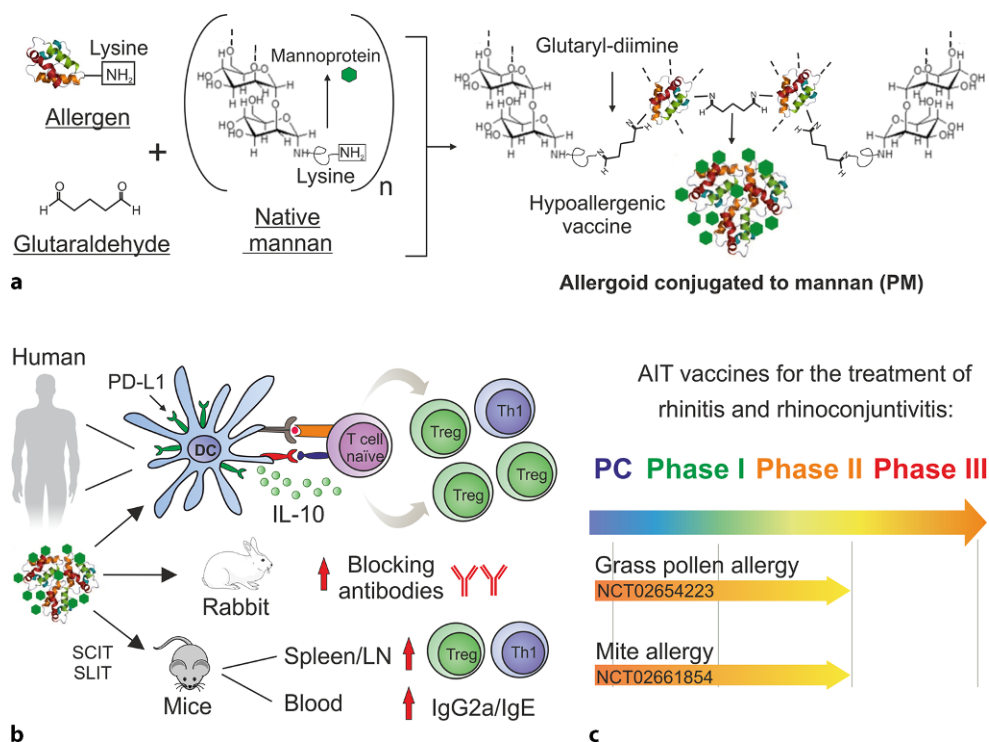 Lysine
NH2
Allergen
+
O
O
H
H
Glutaraldehyde
Mannoprotein
NH
NH2
Lysine
n
Native
mannan
Glutaryl-diimine
Hypoallergenic
vaccine
Allergoid conjugated to mannan (PM)
a
Human
PD-L1
DC
T cell
naïve
IL-10
Treg
Th1
Treg
Treg
Rabbit
Blocking
antibodies
SCIT
SLIT
Mice
Spleen/LN
Treg
Th1
Blood
IgG2a/IgE
b
AIT vaccines for the treatment of
rhinitis and rhinoconjuntivitis:
PC Phase I Phase II Phase III
Grass pollen allergy
NCT02654223
Mite allergy
NCT02661854
c